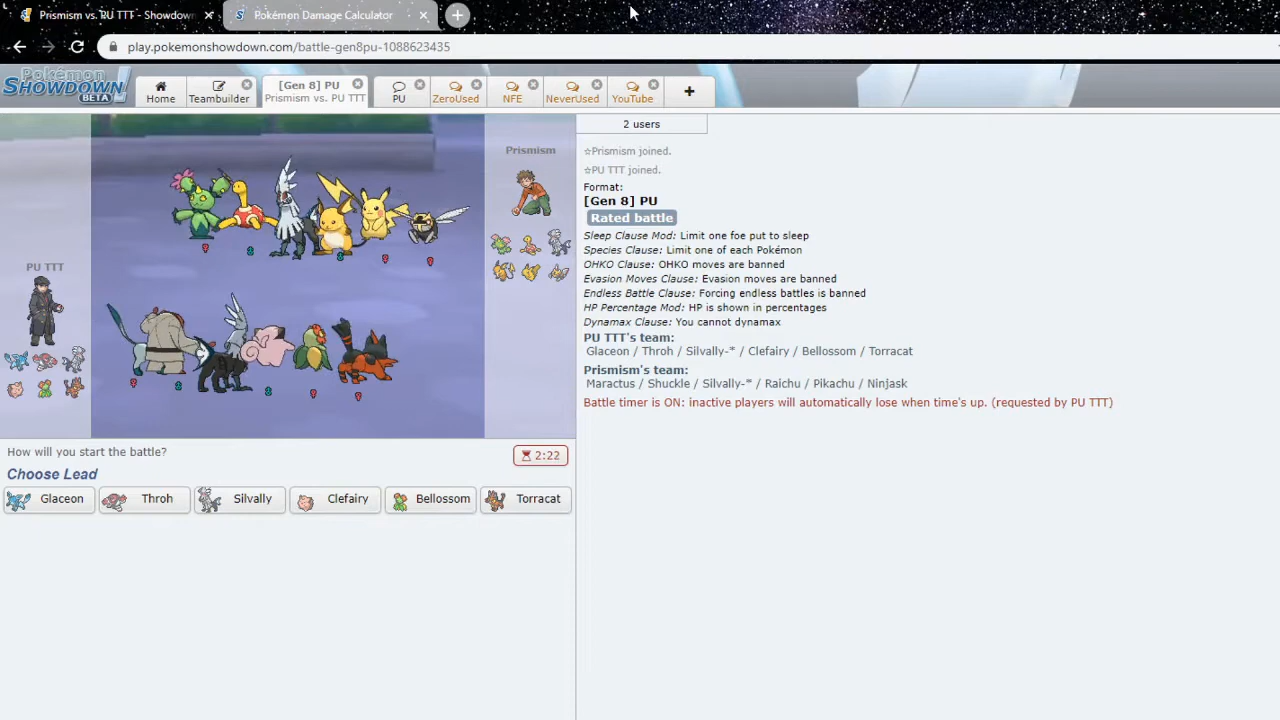 Prismism vs. PU TTT - Showdown
Pokémon Damage Calculator
play.pokemonshowdown.com/battle-gen8pu-1088623435
Pokémon
SHOWDOWN
BETA
Home
Teambuilder
[Gen 8] PU
Prismism vs. PU TTT
PU
ZeroUsed
NFE
NeverUsed
YouTube
2 users
☆Prismism joined.
☆PU TTT joined.
Format:
[Gen 8] PU
Rated battle
Sleep Clause Mod: Limit one foe put to sleep
Species Clause: Limit one of each Pokémon
OHKO Clause: OHKO moves are banned
Evasion Moves Clause: Evasion moves are banned
Endless Battle Clause: Forcing endless battles is banned
HP Percentage Mod: HP is shown in percentages
Dynamax Clause: You cannot dynamax
PU TTT's team:
Glaceon / Throh / Silvally-* / Clefairy / Bellossom / Torracat
Prismism's team:
Maractus / Shuckle / Silvally-* / Raichu / Pikachu / Ninjask
Battle timer is ON: inactive players will automatically lose when time's up. (requested by PU TTT)
Prismism
PU TTT
How will you start the battle?
2:22
Choose Lead
Glaceon
Throh
Silvally
Clefairy
Bellossom
Torracat